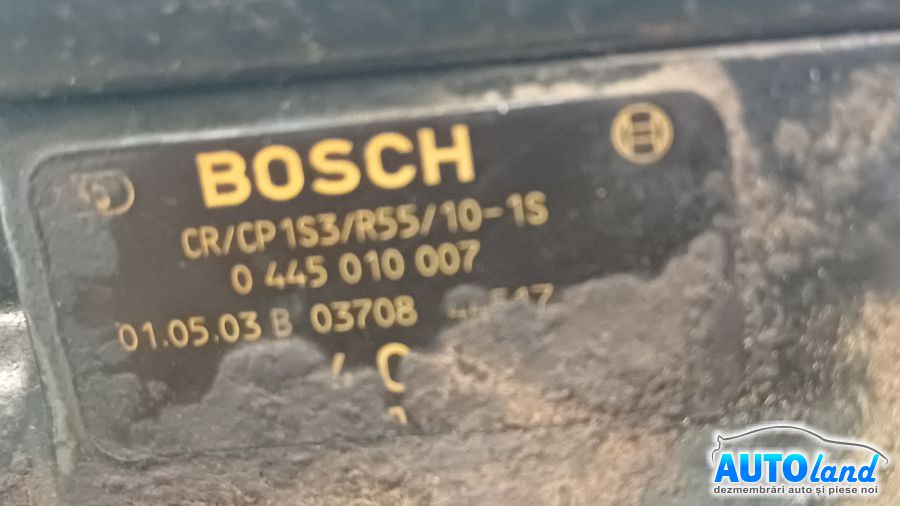 BOSCH
CR/CP1S3/R55/10-1S
0 445 010 007
01.05.03 B 03708
AUTOland
dezmembrări auto și piese noi